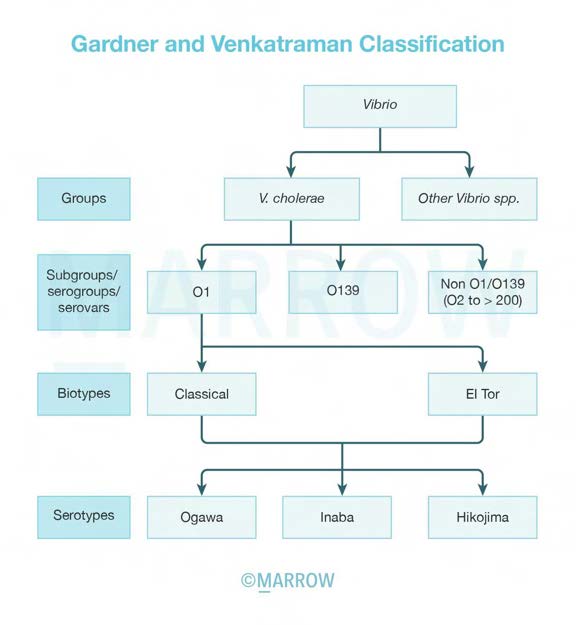 Gardner and Venkatraman Classification
Vibrio
Groups
V. cholerae
Other Vibrio spp.
Subgroups/
serogroups/
serovars
O1
O139
Non O1/O139
(O2 to > 200)
Biotypes
Classical
El Tor
Serotypes
Ogawa
Inaba
Hikojima
MARROW
©MARROW